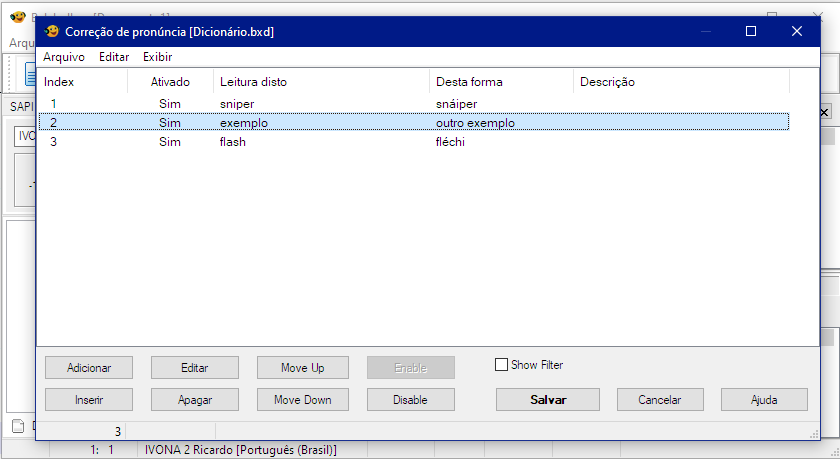 Correção de pronúncia [Dicionário.bxd]
Arquivo Editar Exibir
Index Ativado Leitura disto Desta forma Descrição
1 Sim sniper snáiper
2 Sim exemplo outro exemplo
3 Sim flash fléchi
Adicionar Editar Move Up Enable Show Filter
Inserir Apagar Move Down Disable Salvar Cancelar Ajuda
3
Arqu
SAPI
IVO
1: 1 IVONA 2 Ricardo [Português (Brasil)]